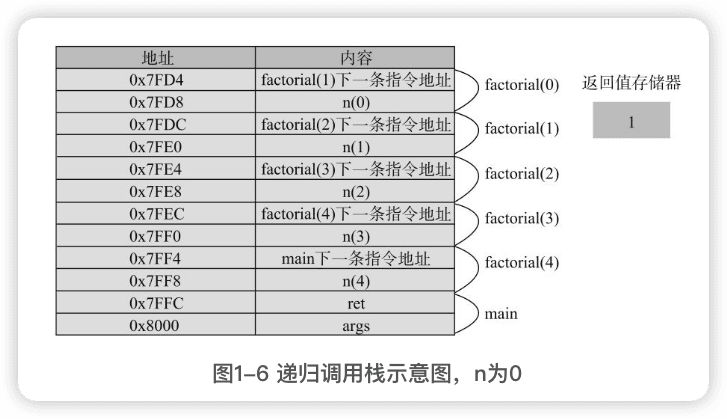 地址 内容
0x7FD4 factorial(1)下一条指令地址
factorial(0) 返回值存储器
0x7FD8 n(0)
0x7FDC factorial(2)下一条指令地址
factorial(1) 1
0x7FE0 n(1)
0x7FE4 factorial(3)下一条指令地址
factorial(2)
0x7FE8 n(2)
0x7FEC factorial(4)下一条指令地址
factorial(3)
0x7FF0 n(3)
0x7FF4 main下一条指令地址
factorial(4)
0x7FF8 n(4)
0x7FFC ret
main
0x8000 args
图1-6 递归调用栈示意图，n为0